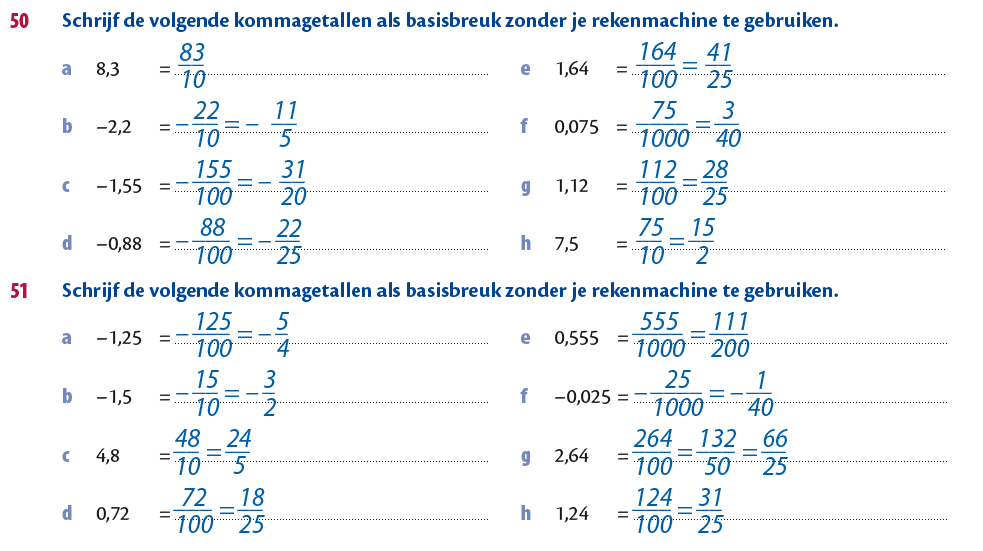 50 Schrijf de volgende kommagetallen als basisbreuk zonder je rekenmachine te gebruiken.
a 8,3 = 83/10
b –2,2 = –22/10 = – 11/5
c –1,55 = –155/100 = – 31/20
d –0,88 = –88/100 = –22/25
e 1,64 = 164/100 = 41/25
f 0,075 = 75/1000 = 3/40
g 1,12 = 112/100 = 28/25
h 7,5 = 75/10 = 15/2
51 Schrijf de volgende kommagetallen als basisbreuk zonder je rekenmachine te gebruiken.
a –1,25 = –125/100 = –5/4
b –1,5 = –15/10 = –3/2
c 4,8 = 48/10 = 24/5
d 0,72 = 72/100 = 18/25
e 0,555 = 555/1000 = 111/200
f –0,025 = –25/1000 = –1/40
g 2,64 = 264/100 = 132/50 = 66/25
h 1,24 = 124/100 = 31/25